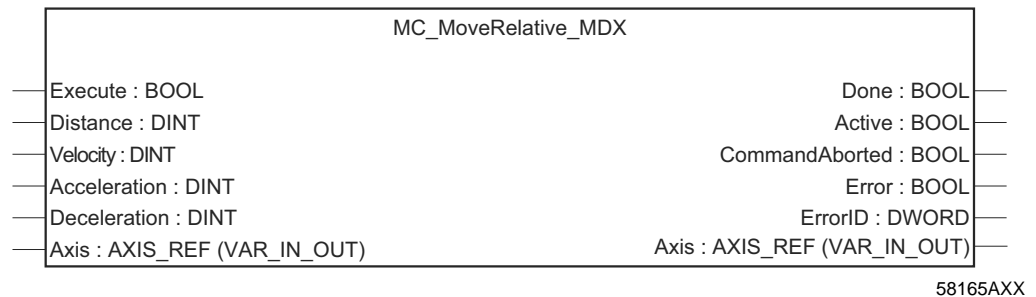 MC_MoveRelative_MDX
Execute : BOOL Done : BOOL
Distance : DINT Active : BOOL
Velocity : DINT CommandAborted : BOOL
Acceleration : DINT Error : BOOL
Deceleration : DINT ErrorID : DWORD
Axis : AXIS_REF (VAR_IN_OUT) Axis : AXIS_REF (VAR_IN_OUT)
58165AXX